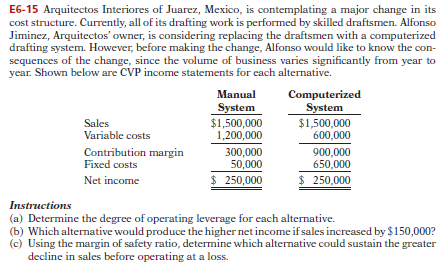 E6-15 Arquitectos Interiores of Juarez, Mexico, is contemplating a major change in its
cost structure. Currently, all of its drafting work is performed by skilled draftsmen. Alfonso
Jiminez, Arquitectos' owner, is considering replacing the draftsmen with a computerized
drafting system. However, before making the change, Alfonso would like to know the con-
sequences of the change, since the volume of business varies significantly from year to
year. Shown below are CVP income statements for each alternative.
Manual Computerized
System System
Sales $1,500,000 $1,500,000
Variable costs 1,200,000 600,000
Contribution margin 300,000 900,000
Fixed costs 50,000 650,000
Net income $ 250,000 $ 250,000
Instructions
(a) Determine the degree of operating leverage for each alternative.
(b) Which alternative would produce the higher net income if sales increased by $150,000?
(c) Using the margin of safety ratio, determine which alternative could sustain the greater
decline in sales before operating at a loss.